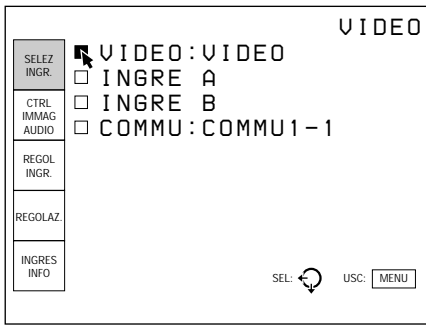 VIDEO
SELEZ
INGR.
VIDEO:VIDEO
INGRE A
INGRE B
COMMU:COMMU1-1
CTRL
IMMAG
AUDIO
REGOL
INGR.
REGOLAZ.
INGRES
INFO
SEL: USC: MENU